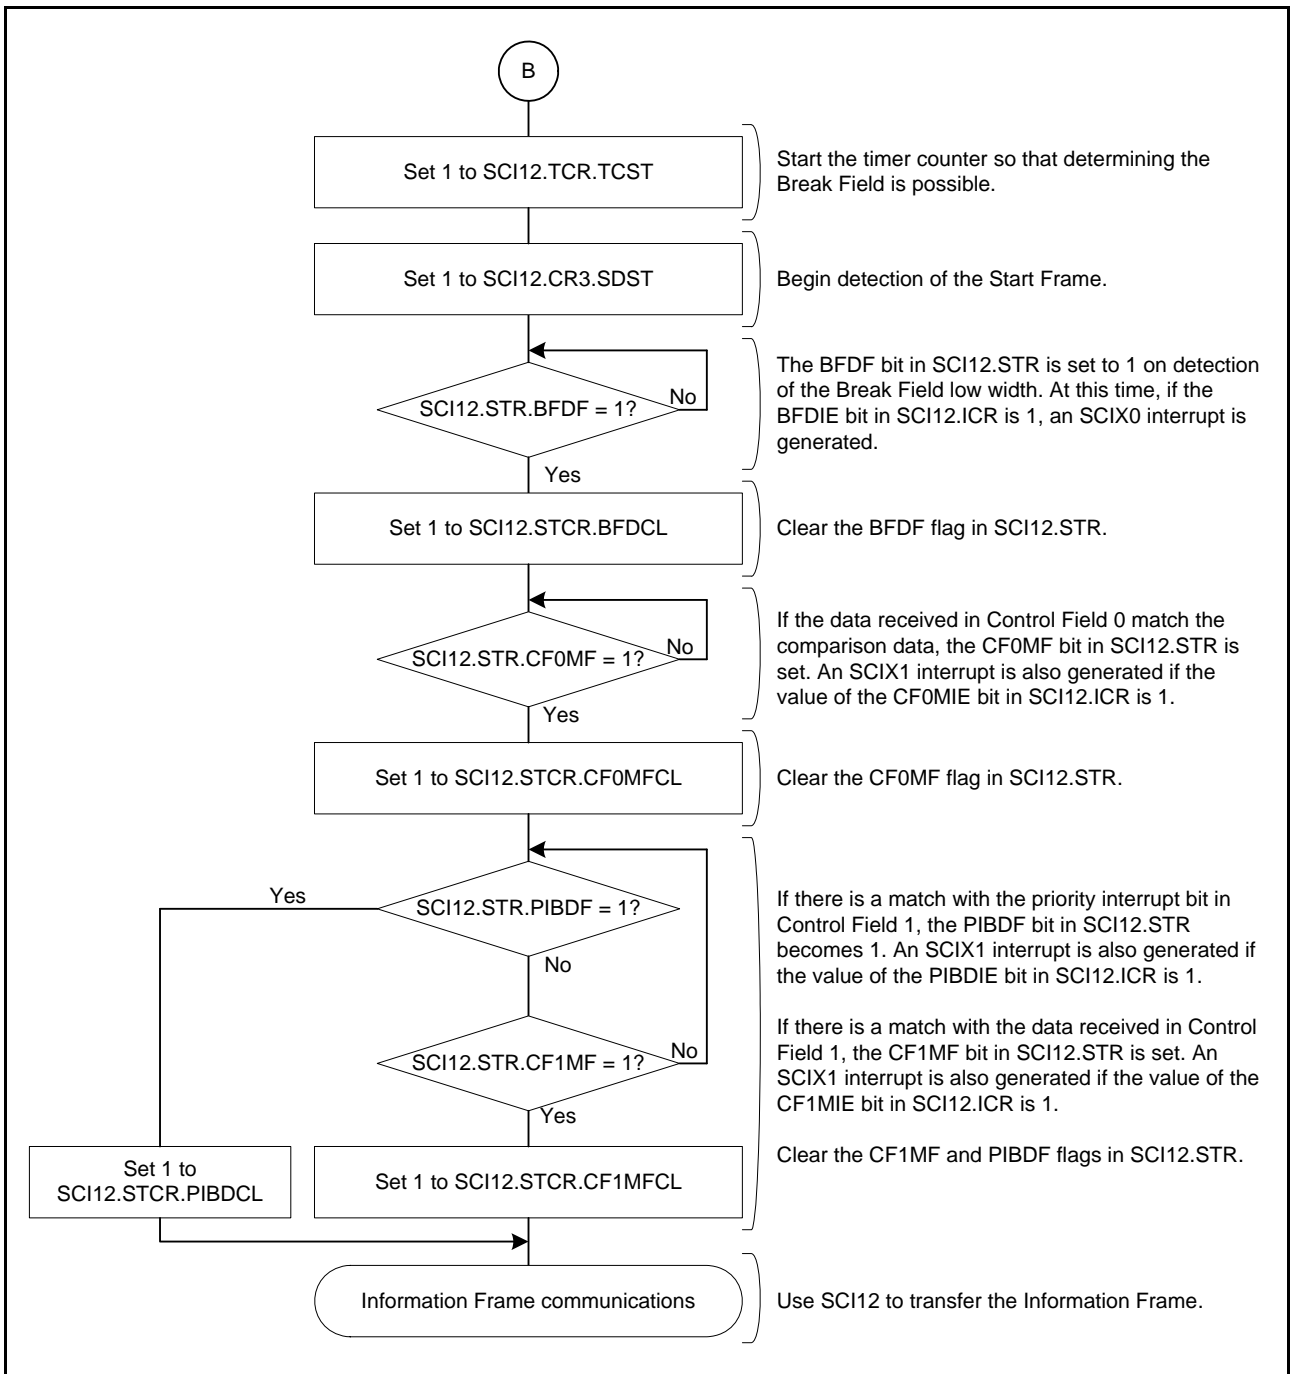 B
Set 1 to SCI12.TCR.TCST
Start the timer counter so that determining the
Break Field is possible.
Set 1 to SCI12.CR3.SDST
Begin detection of the Start Frame.
SCI12.STR.BFDF = 1?
No
Yes
The BFDF bit in SCI12.STR is set to 1 on detection
of the Break Field low width. At this time, if the
BFDIE bit in SCI12.ICR is 1, an SCIX0 interrupt is
generated.
Set 1 to SCI12.STCR.BFDCL
Clear the BFDF flag in SCI12.STR.
SCI12.STR.CF0MF = 1?
No
Yes
If the data received in Control Field 0 match the
comparison data, the CF0MF bit in SCI12.STR is
set. An SCIX1 interrupt is also generated if the
value of the CF0MIE bit in SCI12.ICR is 1.
Set 1 to SCI12.STCR.CF0MFCL
Clear the CF0MF flag in SCI12.STR.
Yes
SCI12.STR.PIBDF = 1?
No
If there is a match with the priority interrupt bit in
Control Field 1, the PIBDF bit in SCI12.STR
becomes 1. An SCIX1 interrupt is also generated if
the value of the PIBDIE bit in SCI12.ICR is 1.
SCI12.STR.CF1MF = 1?
No
Yes
If there is a match with the data received in Control
Field 1, the CF1MF bit in SCI12.STR is set. An
SCIX1 interrupt is also generated if the value of the
CF1MIE bit in SCI12.ICR is 1.
Set 1 to
SCI12.STCR.PIBDCL
Set 1 to SCI12.STCR.CF1MFCL
Clear the CF1MF and PIBDF flags in SCI12.STR.
Information Frame communications
Use SCI12 to transfer the Information Frame.